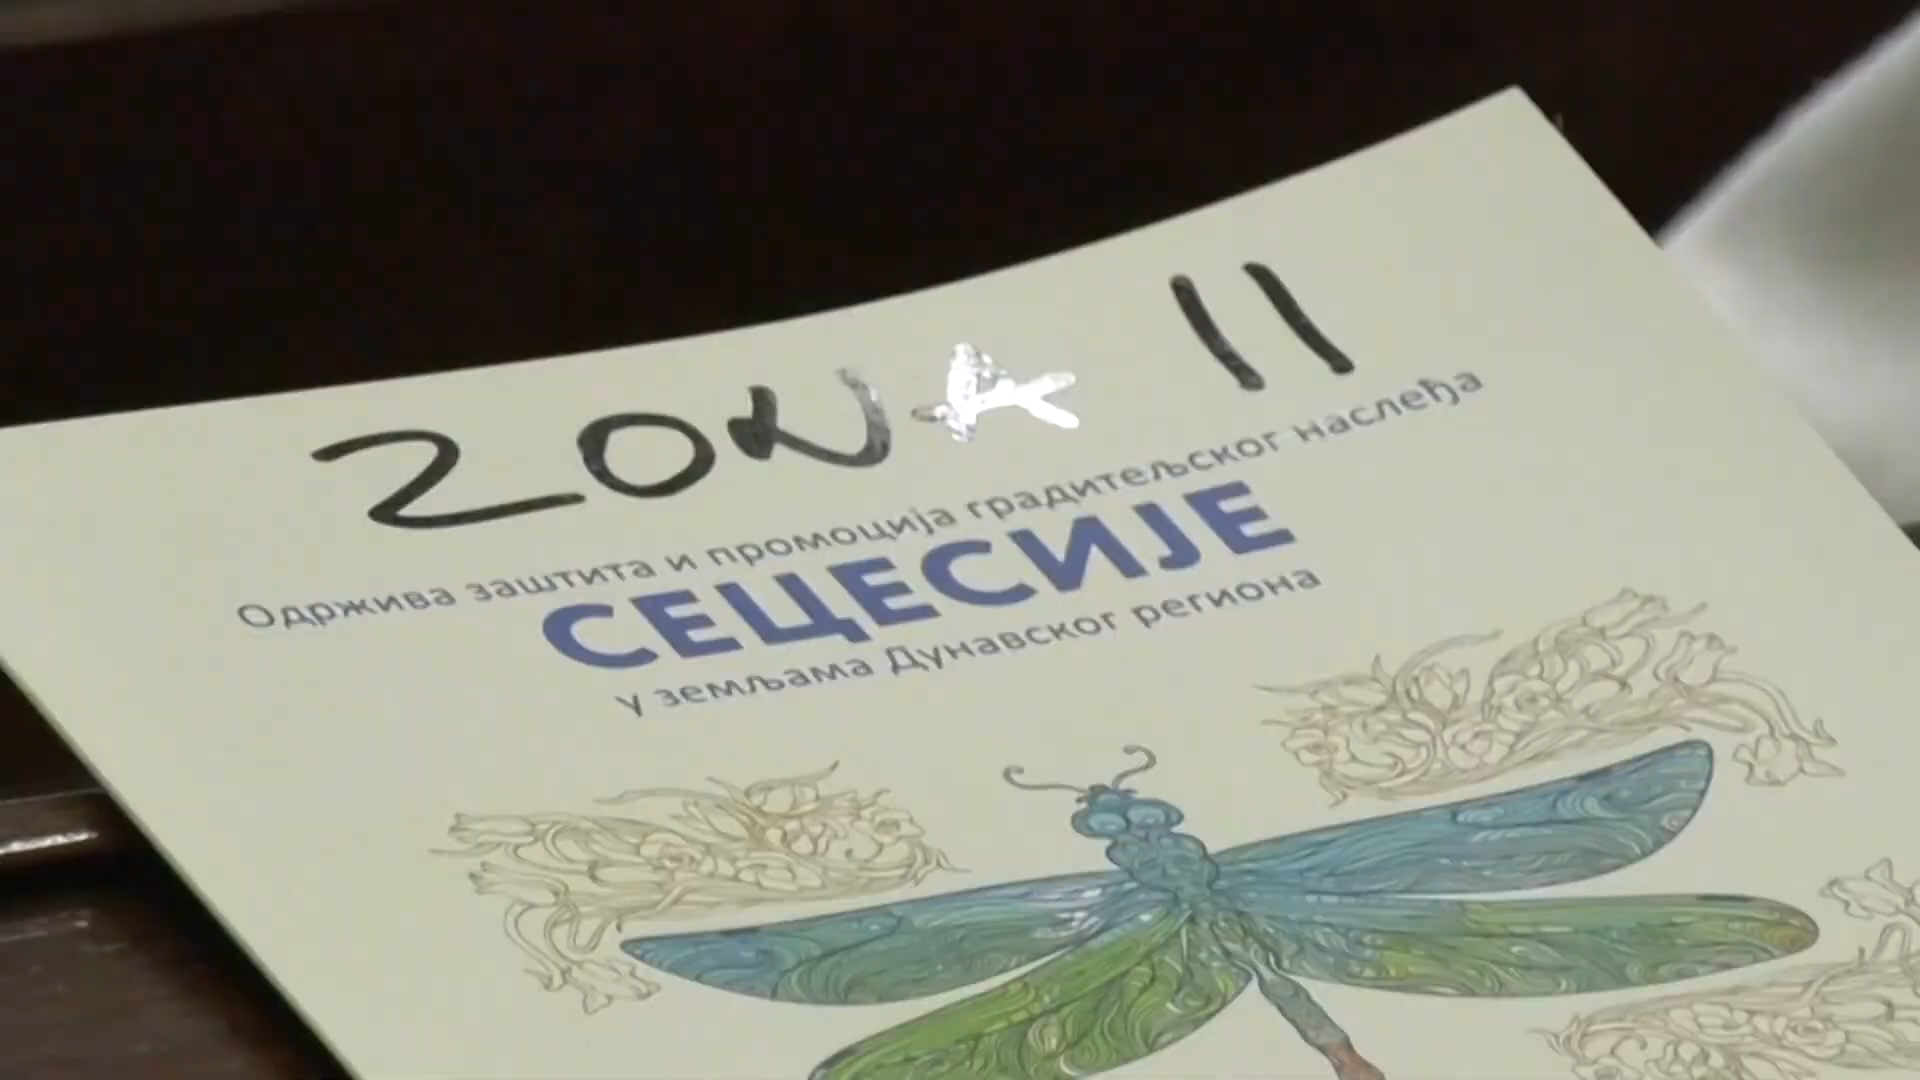 ZONA II
Одржива заштита и промоција градитељског наслеђа
СЕЦЕСИЈЕ
у земљама Дунавског региона